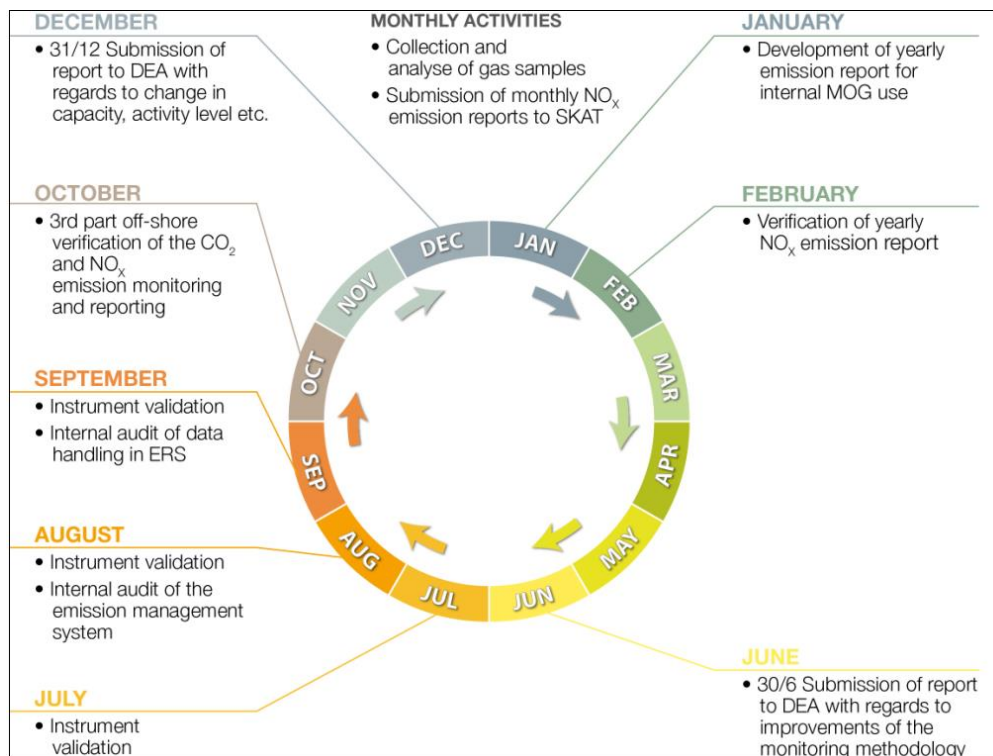 DECEMBER
• 31/12 Submission of
report to DEA with
regards to change in
capacity, activity level etc.
MONTHLY ACTIVITIES
• Collection and
analyse of gas samples
• Submission of monthly NOx
emission reports to SKAT
JANUARY
• Development of yearly
emission report for
internal MOG use
OCTOBER
• 3rd part off-shore
verification of the CO2
and NOx
emission monitoring
and reporting
FEBRUARY
• Verification of yearly
NOx emission report
SEPTEMBER
• Instrument validation
• Internal audit of data
handling in ERS
AUGUST
• Instrument validation
• Internal audit of the
emission management
system
JULY
• Instrument
validation
JUNE
• 30/6 Submission of report
to DEA with regards to
improvements of the
monitoring methodology
JAN
FEB
MAR
APR
MAY
JUN
JUL
AUG
SEP
OCT
NOV
DEC